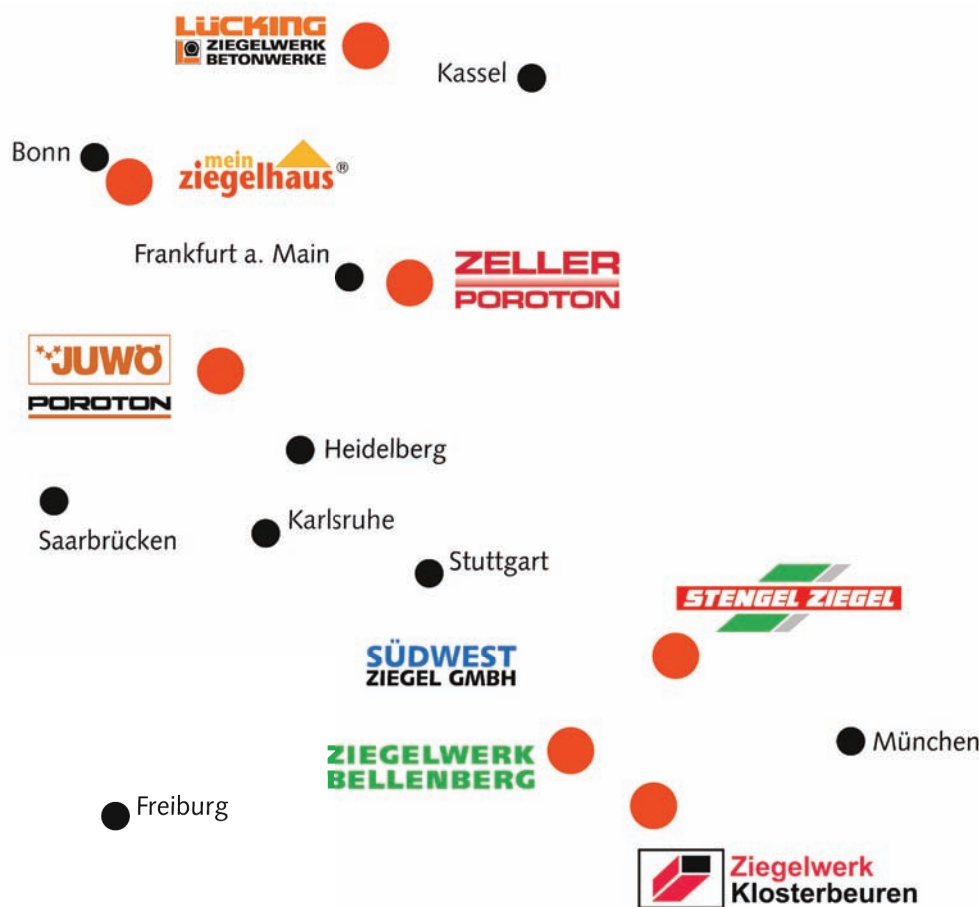 LÜCKING
ZIEGELWERK
BETONWERKE
Kassel
Bonn
mein
ziegelhaus®
Frankfurt a. Main
ZELLER
POROTON
JUWÖ
POROTON
Heidelberg
Saarbrücken
Karlsruhe
Stuttgart
STENGEL ZIEGEL
SÜDWEST
ZIEGEL GMBH
München
ZIEGELWERK
BELLENBERG
Freiburg
Ziegelwerk
Klosterbeuren